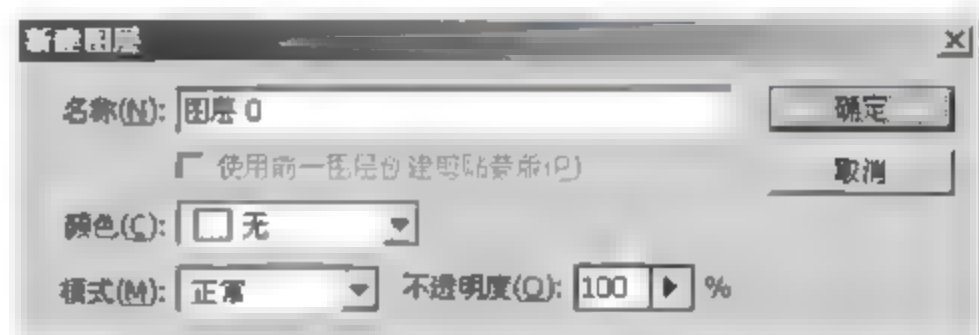 新建图层
名称(N): 图层 0 确定
使用前一图层创建剪贴蒙版(P) 取消
颜色(C): 无
模式(M): 正常 不透明度(O): 100 %